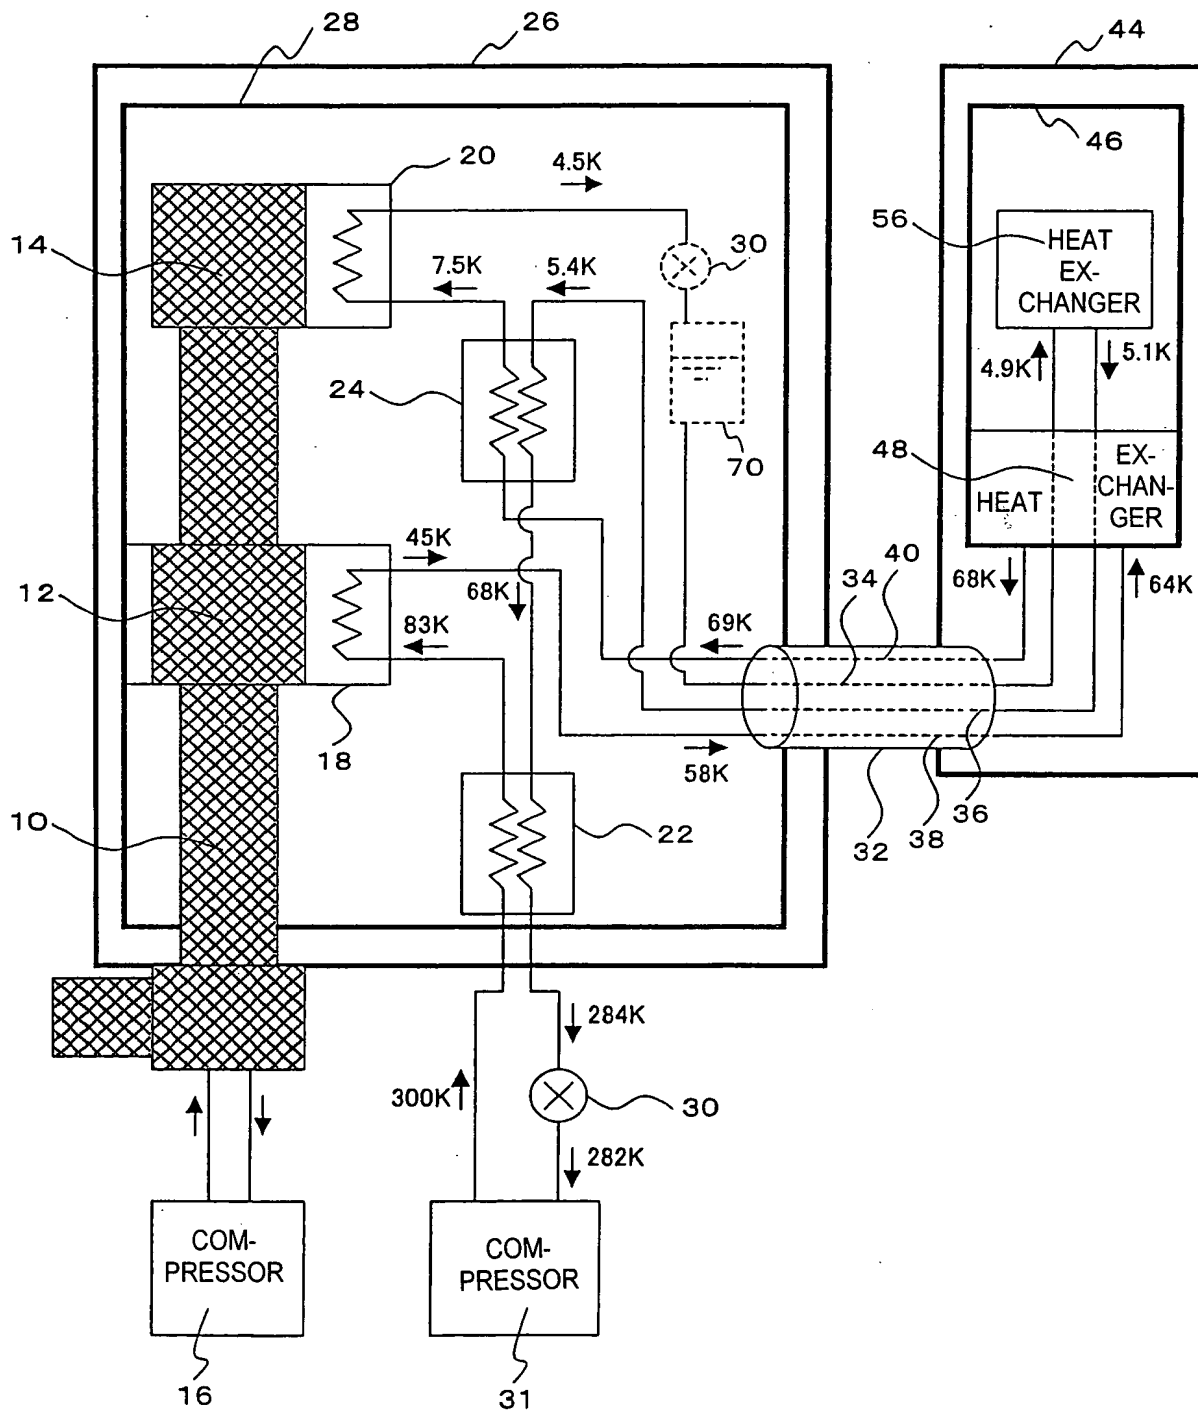 28
26
44
20
4.5K
46
14
30
56
HEAT
EX-
CHANGER
7.5K
5.4K
4.9K
5.1K
24
70
48
EX-
CHAN-
GER
HEAT
45K
12
68K
34
40
68K
64K
83K
69K
18
58K
36
38
32
10
22
284K
300K
30
282K
COM-
PRESSOR
COM-
PRESSOR
16
31